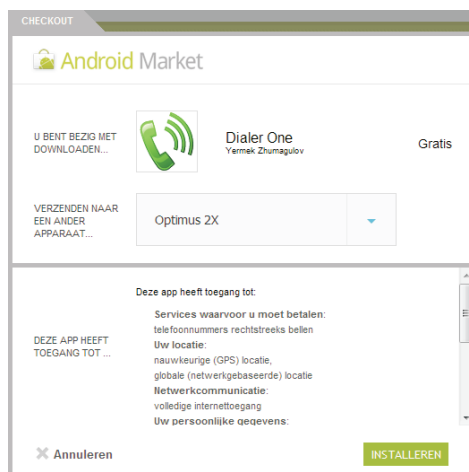 CHECKOUT
Android Market
U BENT BEZIG MET
DOWNLOADEN...
Dialer One
Yermek Zhumagulov
Gratis
VERZENDEN NAAR
EEN ANDER
APPARAAT...
Optimus 2X
DEZE APP HEEFT
TOEGANG TOT ...
Deze app heeft toegang tot:
Services waarvoor u moet betalen:
telefoonnummers rechtstreeks bellen
Uw locatie:
nauwkeurige (GPS) locatie,
globale (netwerkgebaseerde) locatie
Netwerkcommunicatie:
volledige internettoegang
Uw persoonlijke gegevens:
Annuleren
INSTALLEREN